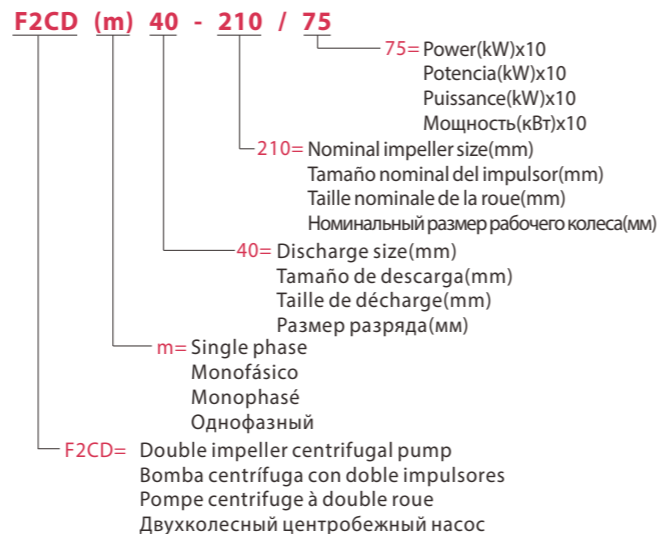 F2CD (m) 40 - 210 / 75
75= Power(kW)x10
Potencia(kW)x10
Puissance(kW)x10
Мощность(кВт)x10
210= Nominal impeller size(mm)
Tamaño nominal del impulsor(mm)
Taille nominale de la roue(mm)
Номинальный размер рабочего колеса(мм)
40= Discharge size(mm)
Tamaño de descarga(mm)
Taille de décharge(mm)
Размер разряда(мм)
m= Single phase
Monofásico
Monophasé
Однофазный
F2CD= Double impeller centrifugal pump
Bomba centrífuga con doble impulsores
Pompe centrifuge à double roue
Двухколесный центробежный насос